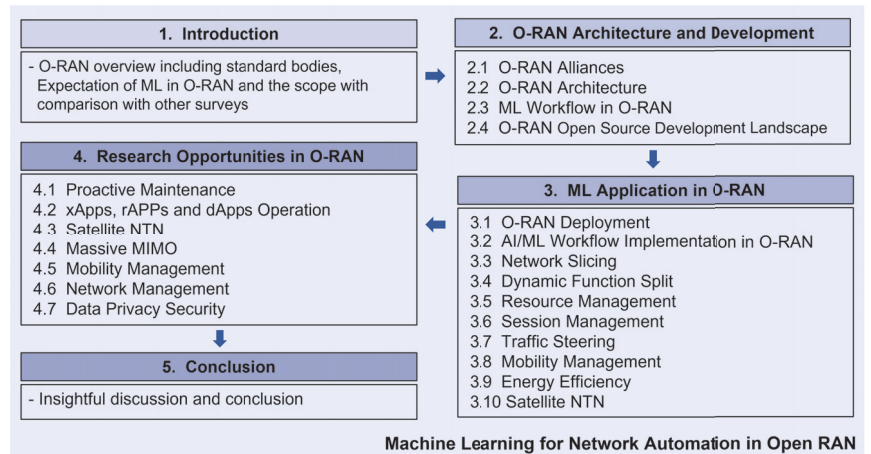 1. Introduction
- O-RAN overview including standard bodies,
Expectation of ML in O-RAN and the scope with
comparison with other surveys
2. O-RAN Architecture and Development
2.1 O-RAN Alliances
2.2 O-RAN Architecture
2.3 ML Workflow in O-RAN
2.4 O-RAN Open Source Development Landscape
3. ML Application in O-RAN
3.1 O-RAN Deployment
3.2 AI/ML Workflow Implementation in O-RAN
3.3 Network Slicing
3.4 Dynamic Function Split
3.5 Resource Management
3.6 Session Management
3.7 Traffic Steering
3.8 Mobility Management
3.9 Energy Efficiency
3.10 Satellite NTN
4. Research Opportunities in O-RAN
4.1 Proactive Maintenance
4.2 xApps, rAPPs and dApps Operation
4.3 Satellite NTN
4.4 Massive MIMO
4.5 Mobility Management
4.6 Network Management
4.7 Data Privacy Security
5. Conclusion
- Insightful discussion and conclusion
Machine Learning for Network Automation in Open RAN